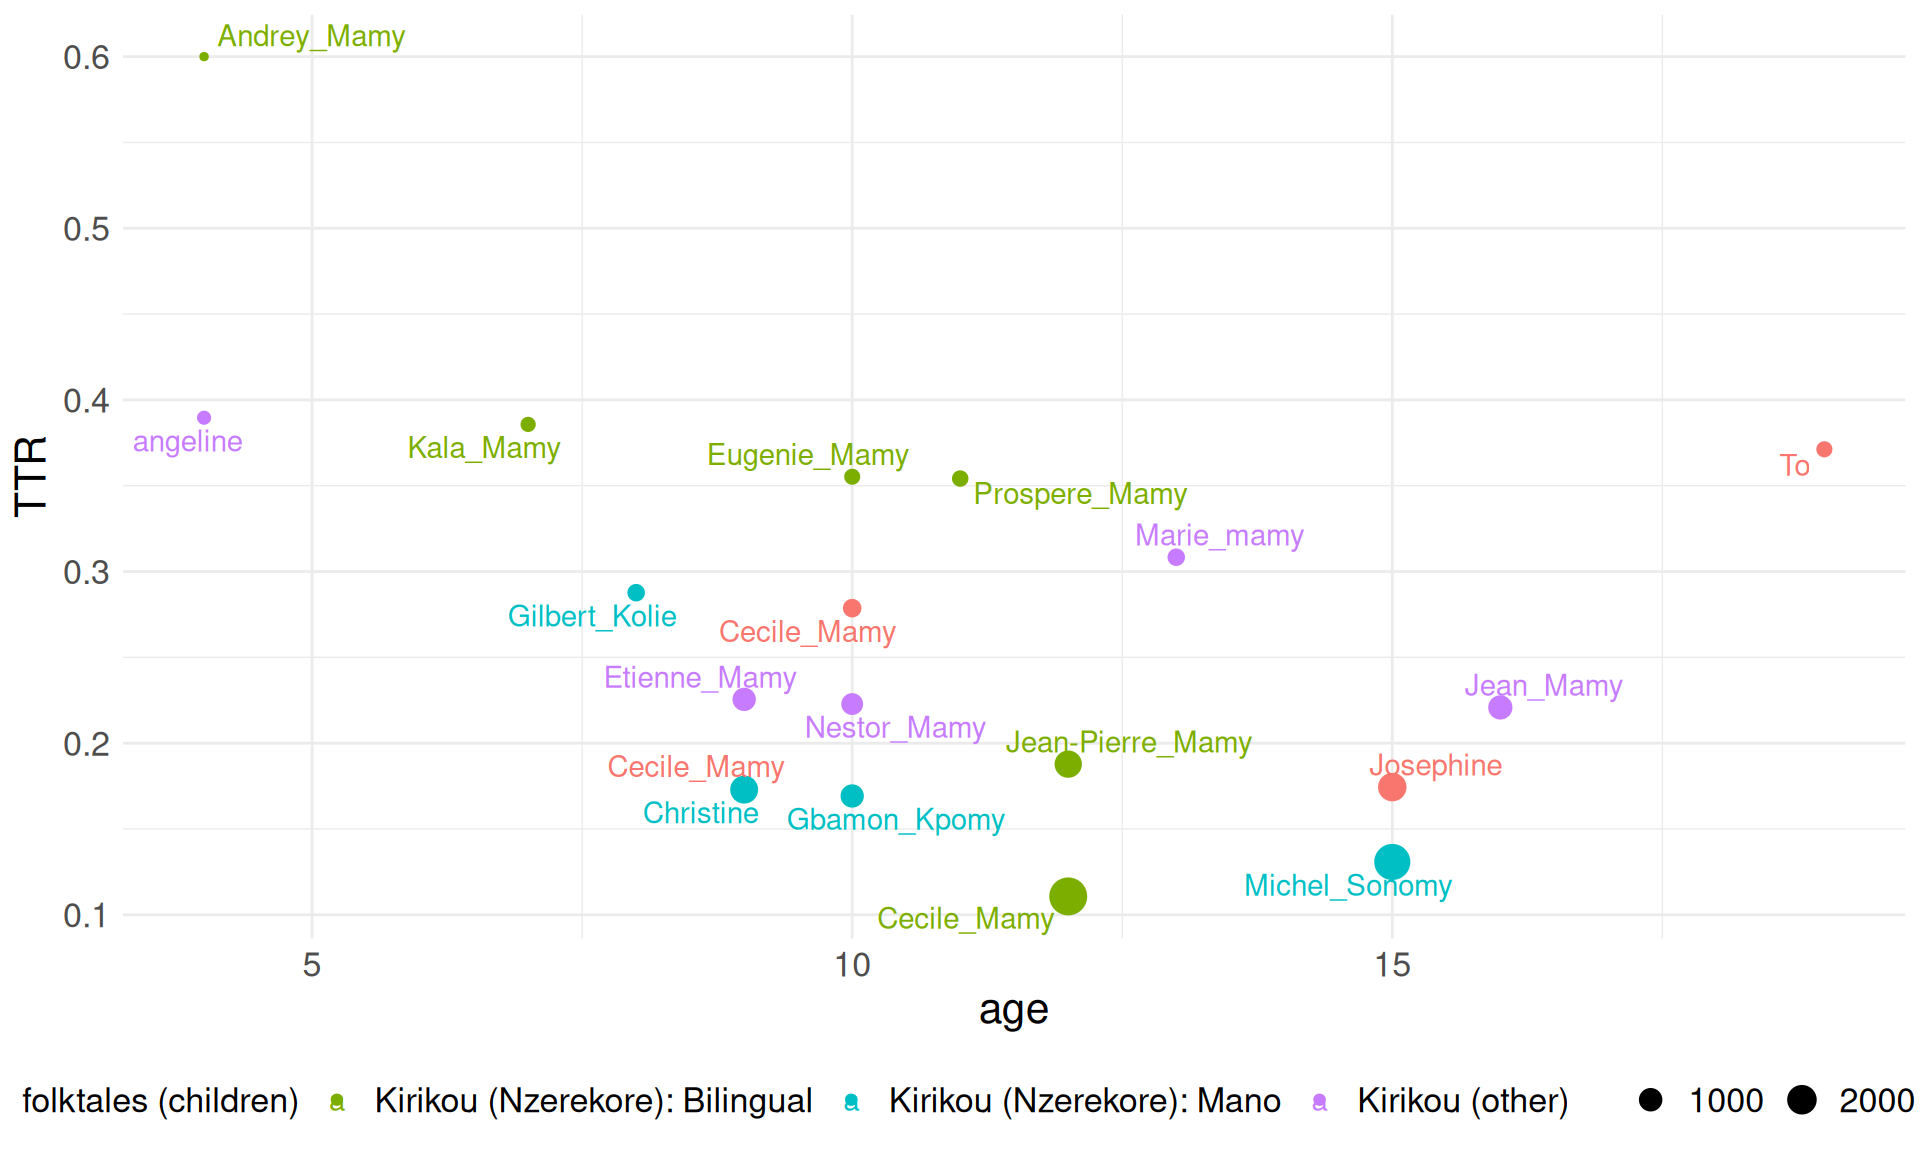 Andrey_Mamy
0.6
0.5
0.4
angeline
Kala_Mamy
Eugenie_Mamy
To
Prospere_Mamy
TTR
Marie_mamy
0.3
Gilbert_Kolie
Cecile_Mamy
Etienne_Mamy
Jean_Mamy
Nestor_Mamy
0.2
Jean-Pierre_Mamy
Cecile_Mamy
Josephine
Christine
Gbamon_Kpomy
Michel_Sonomy
Cecile_Mamy
0.1
5 10 15
age
folktales (children) a Kirikou (Nzerekore): Bilingual a Kirikou (Nzerekore): Mano a Kirikou (other) 1000 2000